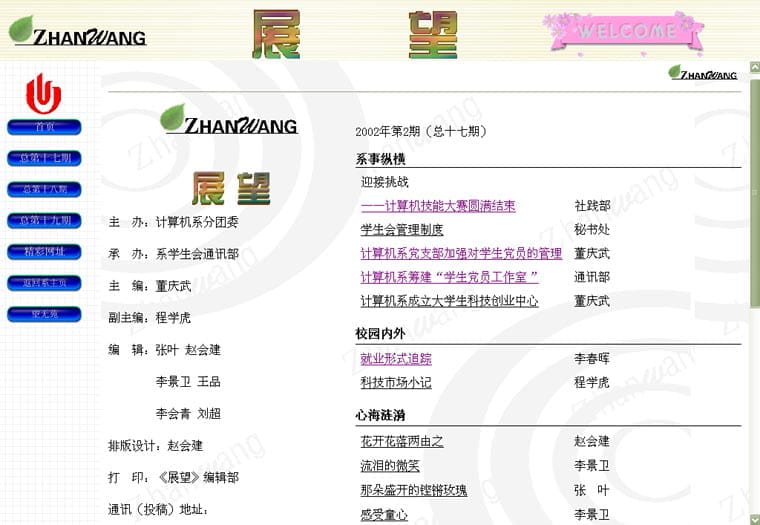 ZHANWANG
展 望
WELCOME
ZHANWANG
首页
总第十七期
总第十八期
总第十九期
精彩网址
返回系主页
ZHANWANG
展 望
主 办：计算机系分团委
承 办：系学生会通讯部
主 编：董庆武
副主编：程学虎
编 辑：张叶 赵会建
李景卫 王品
李会青 刘超
排版设计：赵会建
打 印：《展望》编辑部
通讯（投稿）地址：
2002年第2期（总十七期）
系事纵横
迎接挑战
——计算机技能大赛圆满结束 社践部
学生会管理制度 秘书处
计算机系党支部加强对学生党员的管理 董庆武
计算机系筹建“学生党员工作室” 通讯部
计算机系成立大学生科技创业中心 董庆武
校园内外
就业形式追踪 李春晖
科技市场小记 程学虎
心海涟漪
花开花落两由之 赵会建
流泪的微笑 李景卫
那朵盛开的铿锵玫瑰 张 叶
感受童心 李景卫